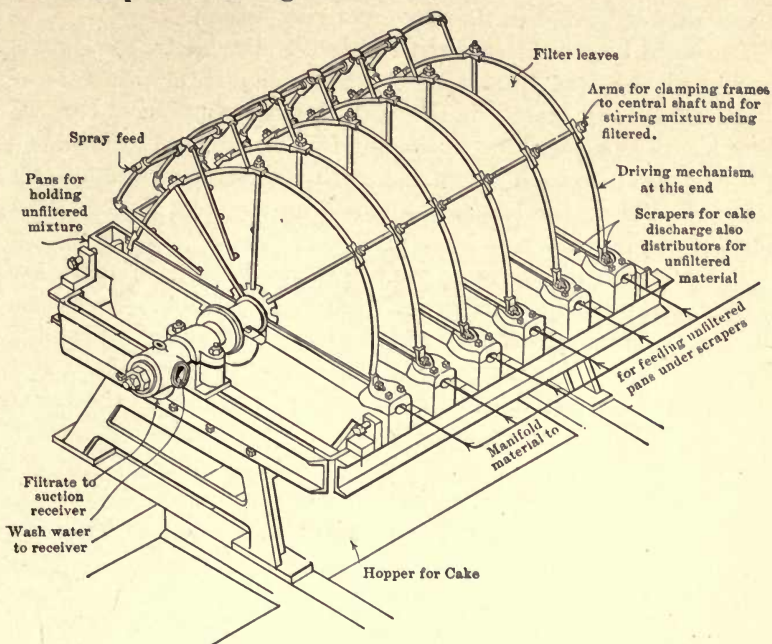 Filter leaves
Arms for clamping frames
to central shaft and for
stirring mixture being
filtered.
Spray feed
Driving mechanism
at this end
Pans for
holding
unfiltered
mixture
Scrapers for cake
discharge also
distributors for
unfiltered
material
for feeding unfiltered
pans under scrapers
Manifold
material to
Filtrate to
suction
receiver
Wash water
to receiver
Hopper for Cake